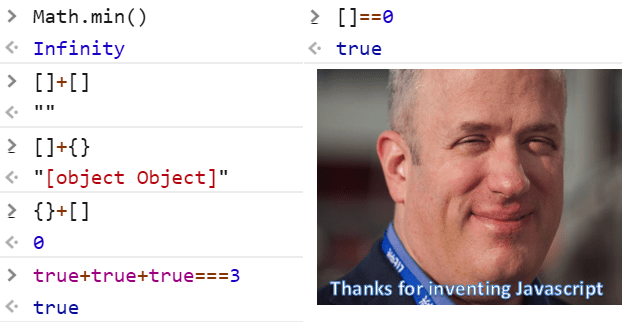 > Math.min()
Infinity
> []+[]
""
> []+{}
"[object Object]"
> {}+[]
0
> true+true+true===3
true
> []==0
true
Thanks for inventing Javascript